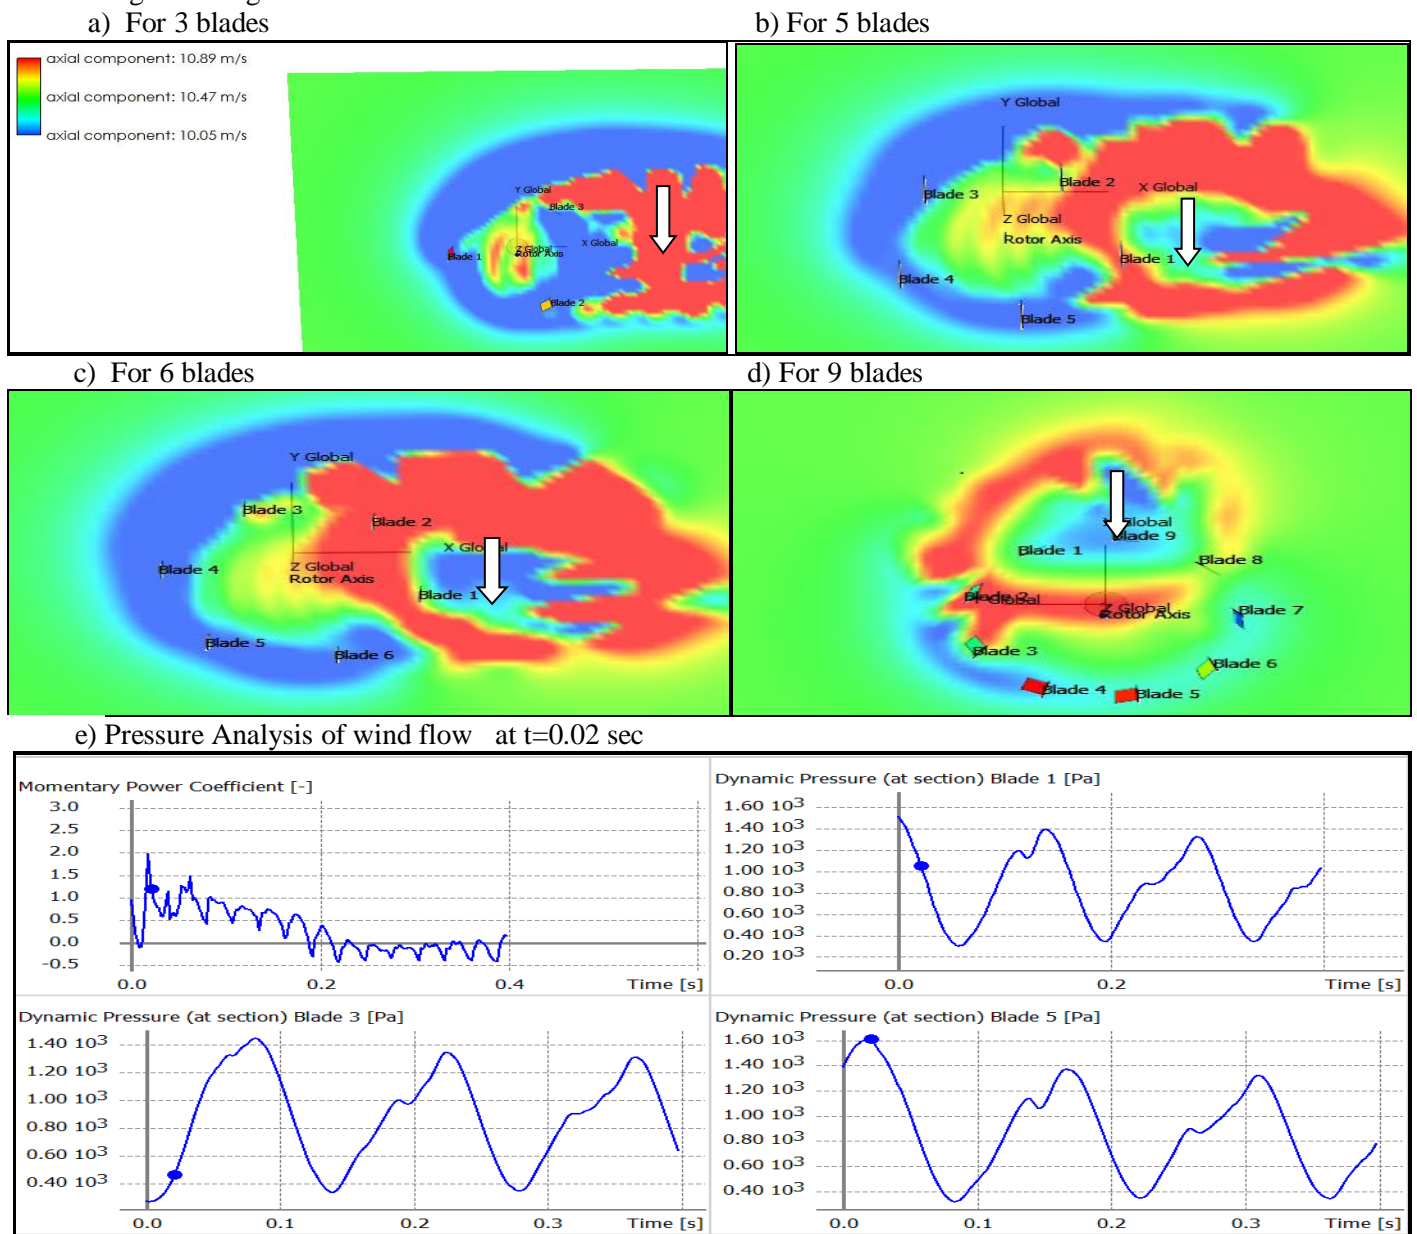 a) For 3 blades
b) For 5 blades
axial component: 10.89 m/s
axial component: 10.47 m/s
axial component: 10.05 m/s
Y Global
Blade 3
X Global
Z Global
Rotor Axis
Blade 1
Blade 2
Y Global
Blade 2
Blade 3
X Global
Z Global
Rotor Axis
Blade 1
Blade 4
Blade 5
c) For 6 blades
d) For 9 blades
Y Global
Blade 3
Blade 2
X Global
Z Global
Blade 4
Rotor Axis
Blade 1
Blade 5
Blade 6
Global
Blade 9
Blade 1
Blade 8
Blade 2
Global
Z Global
Rotor Axis
Blade 7
Blade 3
Blade 6
Blade 4
Blade 5
e) Pressure Analysis of wind flow at t=0.02 sec
Momentary Power Coefficient [-]
3.0
2.5
2.0
1.5
1.0
0.5
0.0
-0.5
0.0 0.2 0.4 Time [s]
Dynamic Pressure (at section) Blade 1 [Pa]
1.60 10³
1.40 10³
1.20 10³
1.00 10³
0.80 10³
0.60 10³
0.40 10³
0.20 10³
0.0 0.2 Time [s]
Dynamic Pressure (at section) Blade 3 [Pa]
1.40 10³
1.20 10³
1.00 10³
0.80 10³
0.60 10³
0.40 10³
0.0 0.1 0.2 0.3 Time [s]
Dynamic Pressure (at section) Blade 5 [Pa]
1.60 10³
1.40 10³
1.20 10³
1.00 10³
0.80 10³
0.60 10³
0.40 10³
0.0 0.1 0.2 0.3 Time [s]